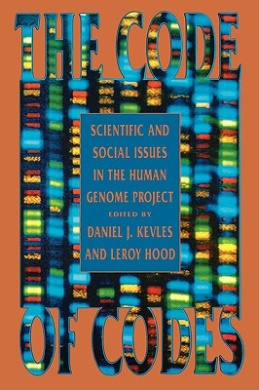 THE CODE
SCIENTIFIC AND
SOCIAL ISSUES
IN THE HUMAN
GENOME PROJECT
EDITED BY
DANIEL J. KEVLES
AND LEROY HOOD
OF CODES